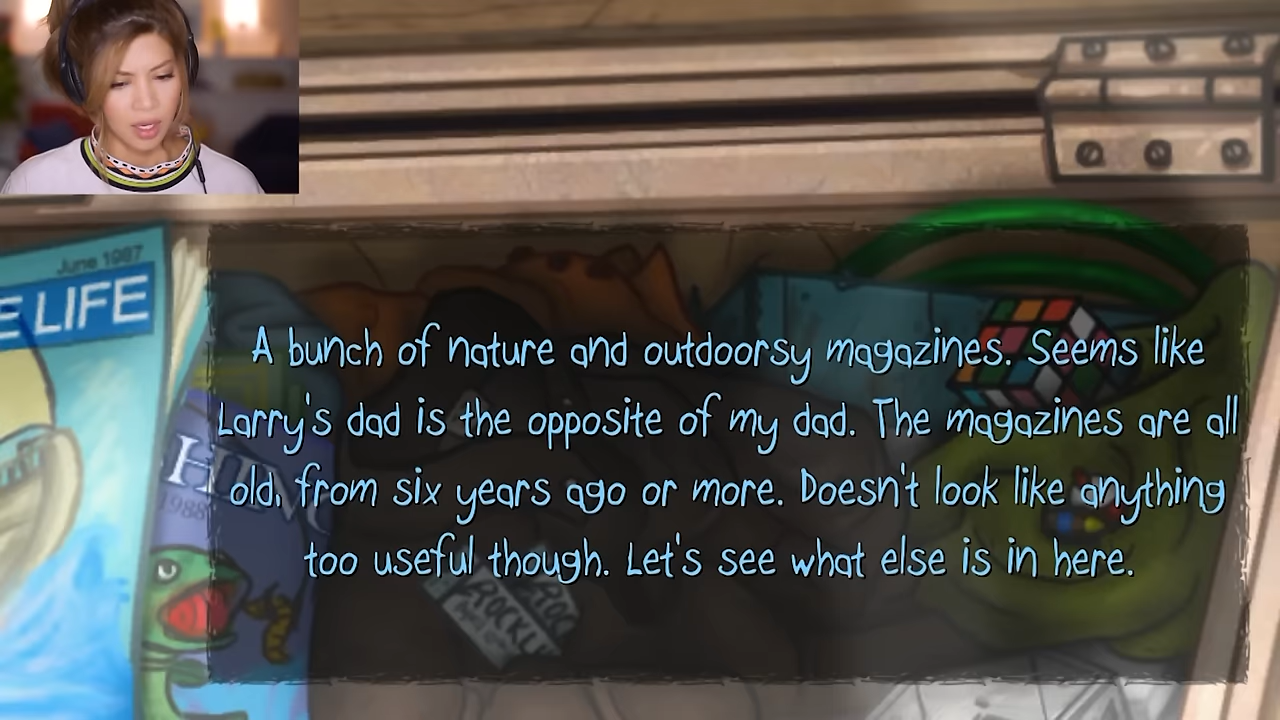 June 1987
E LIFE
A bunch of nature and outdoorsy magazines. Seems like
Larry's dad is the opposite of my dad. The magazines are all
old, from six years ago or more. Doesn't look like anything
too useful though. Let's see what else is in here.
HING
1988